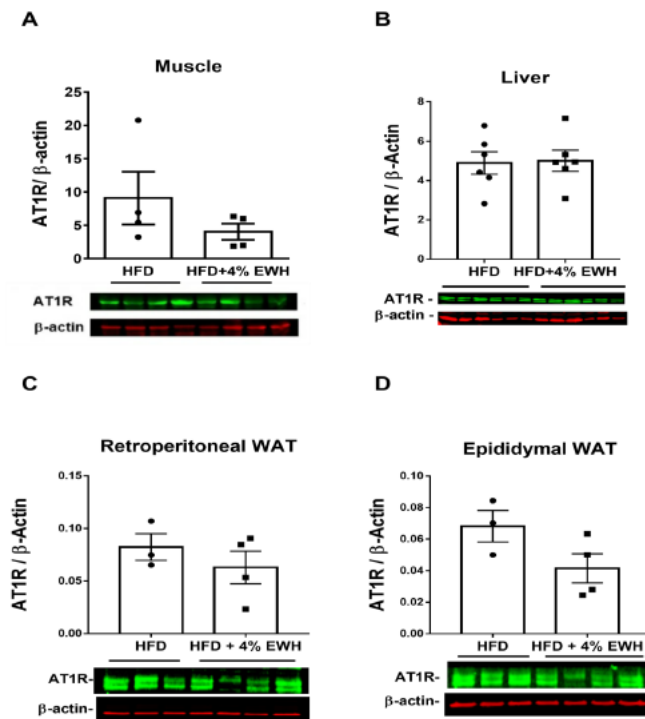 A
Muscle
AT1R/ β-actin
25
20
15
10
5
0
HFD HFD+4% EWH
AT1R
β-actin
B
Liver
AT1R / β-Actin
8
6
4
2
0
HFD HFD+4% EWH
AT1R -
β-actin -
C
Retroperitoneal WAT
AT1R / β-Actin
0.15
0.10
0.05
0.00
HFD HFD + 4% EWH
AT1R-
β-actin-
D
Epididymal WAT
AT1R / β-Actin
0.10
0.08
0.06
0.04
0.02
0.00
HFD HFD + 4% EWH
AT1R-
β-actin-